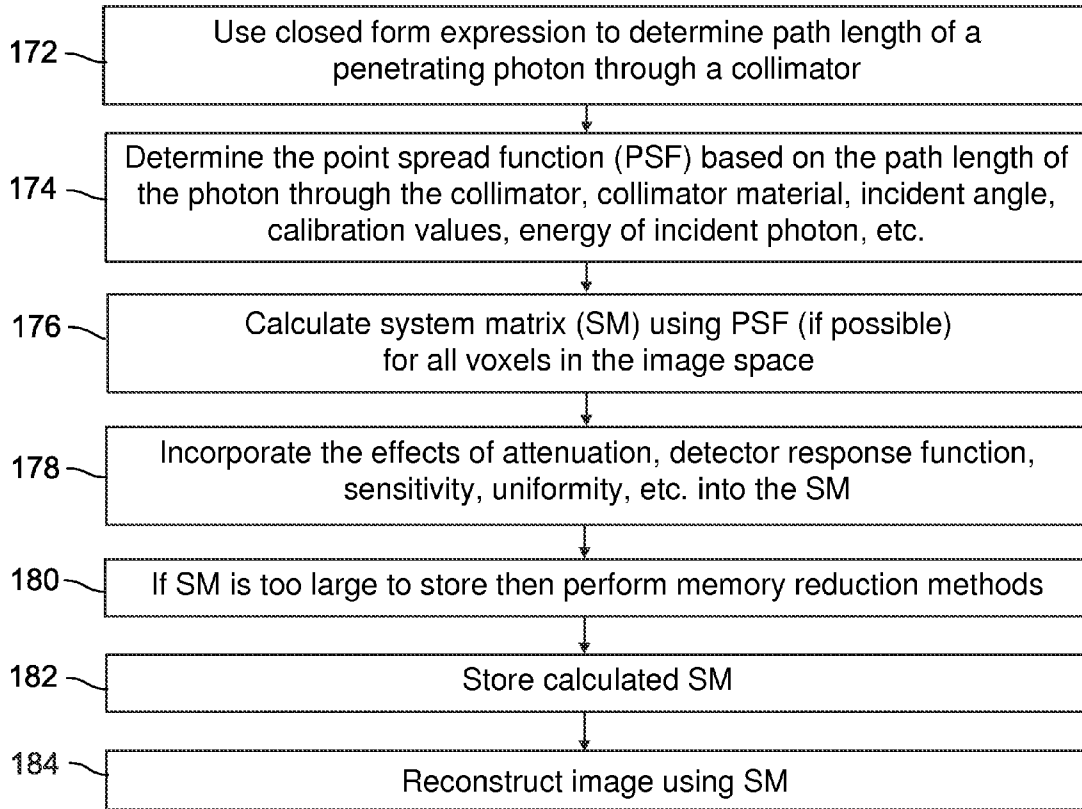 172
Use closed form expression to determine path length of a
penetrating photon through a collimator
174
Determine the point spread function (PSF) based on the path length of
the photon through the collimator, collimator material, incident angle,
calibration values, energy of incident photon, etc.
176
Calculate system matrix (SM) using PSF (if possible)
for all voxels in the image space
178
Incorporate the effects of attenuation, detector response function,
sensitivity, uniformity, etc. into the SM
180
If SM is too large to store then perform memory reduction methods
182
Store calculated SM
184
Reconstruct image using SM